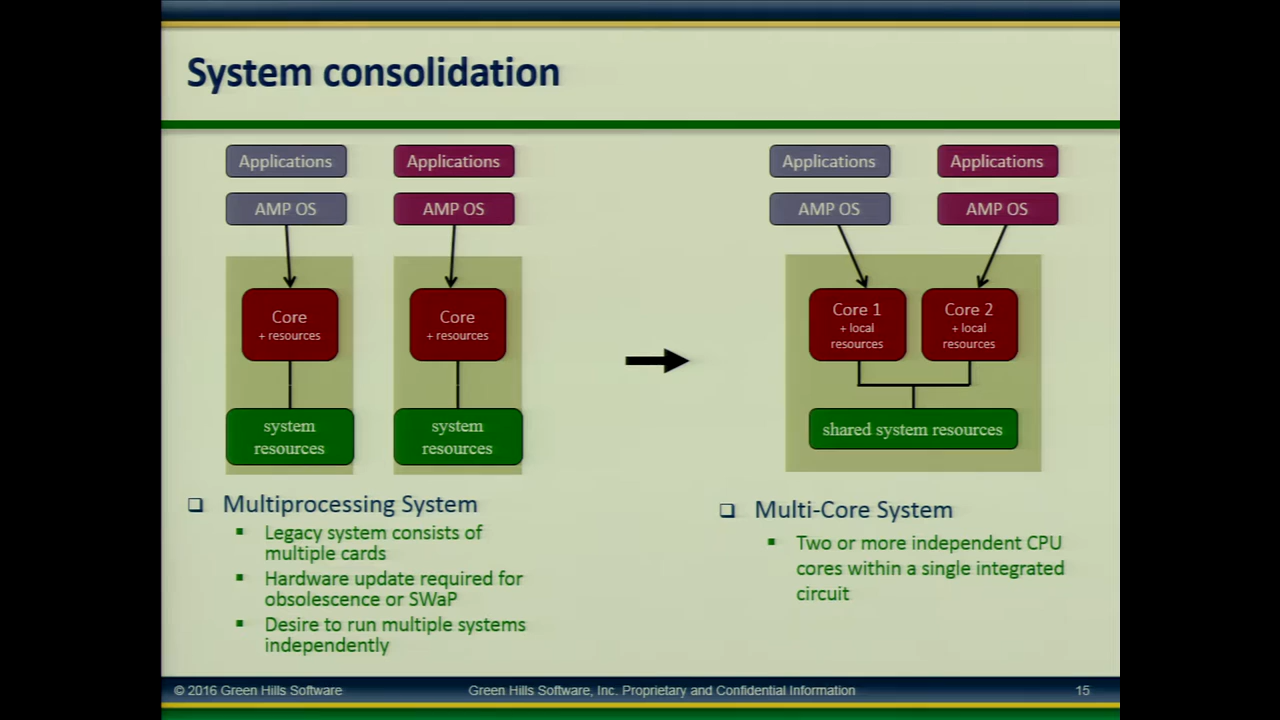 System consolidation
Applications
Applications
AMP OS
AMP OS
Core
+ resources
Core
+ resources
system
resources
system
resources
Applications
Applications
AMP OS
AMP OS
Core 1
+ local
resources
Core 2
+ local
resources
shared system resources
Multiprocessing System
Legacy system consists of
multiple cards
Hardware update required for
obsolescence or SWaP
Desire to run multiple systems
independently
Multi-Core System
Two or more independent CPU
cores within a single integrated
circuit
© 2016 Green Hills Software
Green Hills Software, Inc. Proprietary and Confidential Information
15